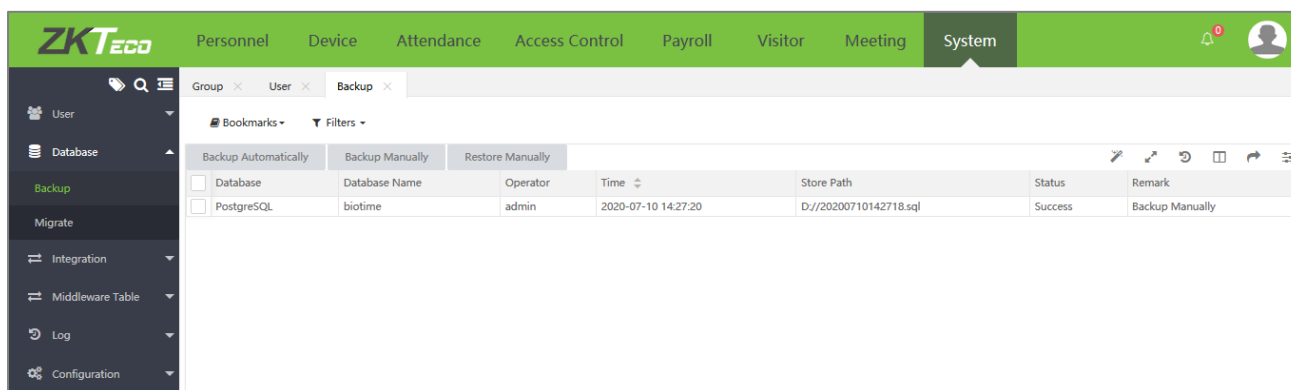 ZKTECO Personnel Device Attendance Access Control Payroll Visitor Meeting System 0
Group User Backup
User
Bookmarks Filters
Database
Backup Automatically Backup Manually Restore Manually
Backup
Database Database Name Operator Time Store Path Status Remark
PostgreSQL biotime admin 2020-07-10 14:27:20 D://20200710142718.sql Success Backup Manually
Migrate
Integration
Middleware Table
Log
Configuration